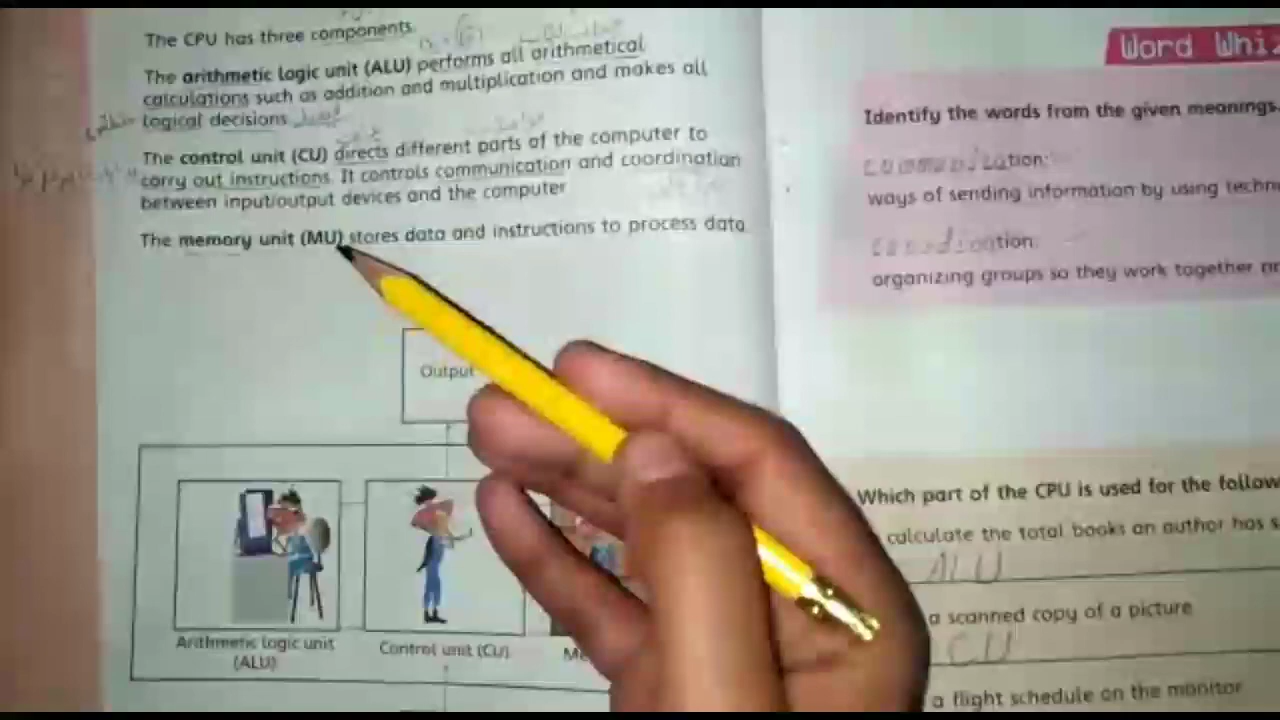 The CPU has three components.
The arithmetic logic unit (ALU) performs all arithmetical
calculations such as addition and multiplication and makes all
logical decisions
The control unit (CU) directs different parts of the computer to
carry out instructions. It controls communication and coordination
between input/output devices and the computer
The memory unit (MU) stores data and instructions to process data
Output
Arithmetic logic unit
(ALU)
Control unit (CU)
Word
Identify the words from the given meanings.
communication:
ways of sending information by using
coordination:
organizing groups so they work together
Which part of the CPU is used for the
calculate the total books an author has
ALU
a scanned copy of a picture
CU
a flight schedule on the monitor